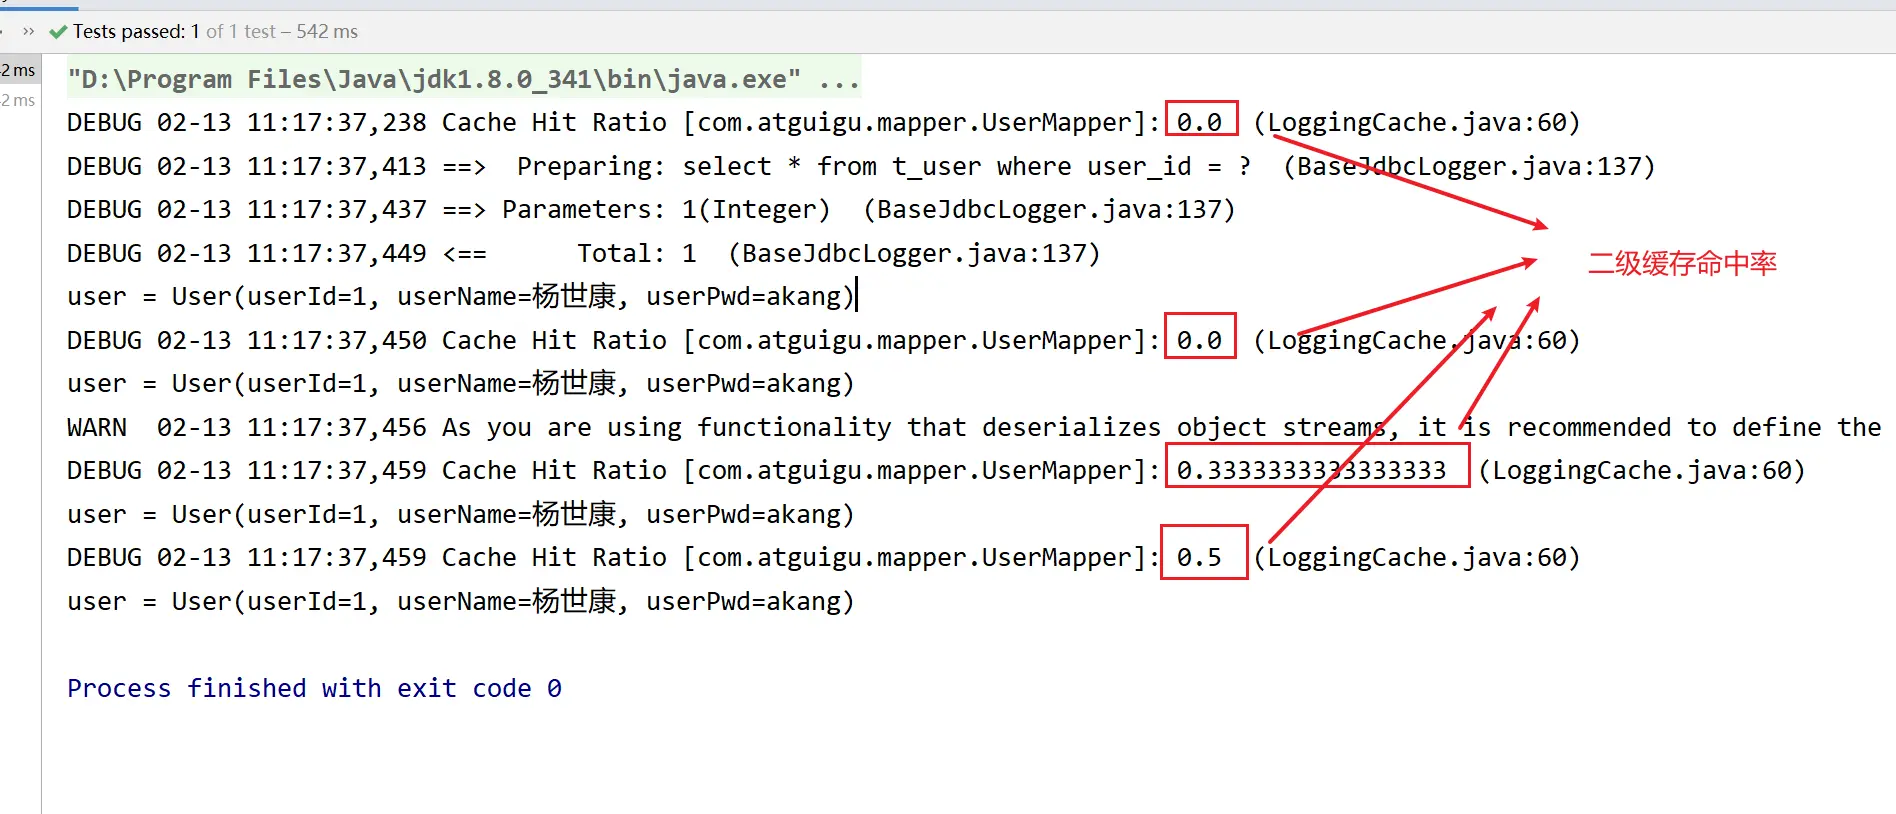 Tests passed: 1 of 1 test – 542 ms
2 ms
"D:\Program Files\Java\jdk1.8.0_341\bin\java.exe" ...
2 ms
DEBUG 02-13 11:17:37,238 Cache Hit Ratio [com.atguigu.mapper.UserMapper]: 0.0  (LoggingCache.java:60)
DEBUG 02-13 11:17:37,413 ==>  Preparing: select * from t_user where user_id = ?  (BaseJdbcLogger.java:137)
DEBUG 02-13 11:17:37,437 ==> Parameters: 1(Integer)  (BaseJdbcLogger.java:137)
DEBUG 02-13 11:17:37,449 <==      Total: 1  (BaseJdbcLogger.java:137)
二级缓存命中率
user = User(userId=1, userName=杨世康, userPwd=akang)
DEBUG 02-13 11:17:37,450 Cache Hit Ratio [com.atguigu.mapper.UserMapper]: 0.0  (LoggingCache.java:60)
user = User(userId=1, userName=杨世康, userPwd=akang)
WARN  02-13 11:17:37,456 As you are using functionality that deserializes object streams, it is recommended to define the
DEBUG 02-13 11:17:37,459 Cache Hit Ratio [com.atguigu.mapper.UserMapper]: 0.3333333333333333  (LoggingCache.java:60)
user = User(userId=1, userName=杨世康, userPwd=akang)
DEBUG 02-13 11:17:37,459 Cache Hit Ratio [com.atguigu.mapper.UserMapper]: 0.5  (LoggingCache.java:60)
user = User(userId=1, userName=杨世康, userPwd=akang)
Process finished with exit code 0